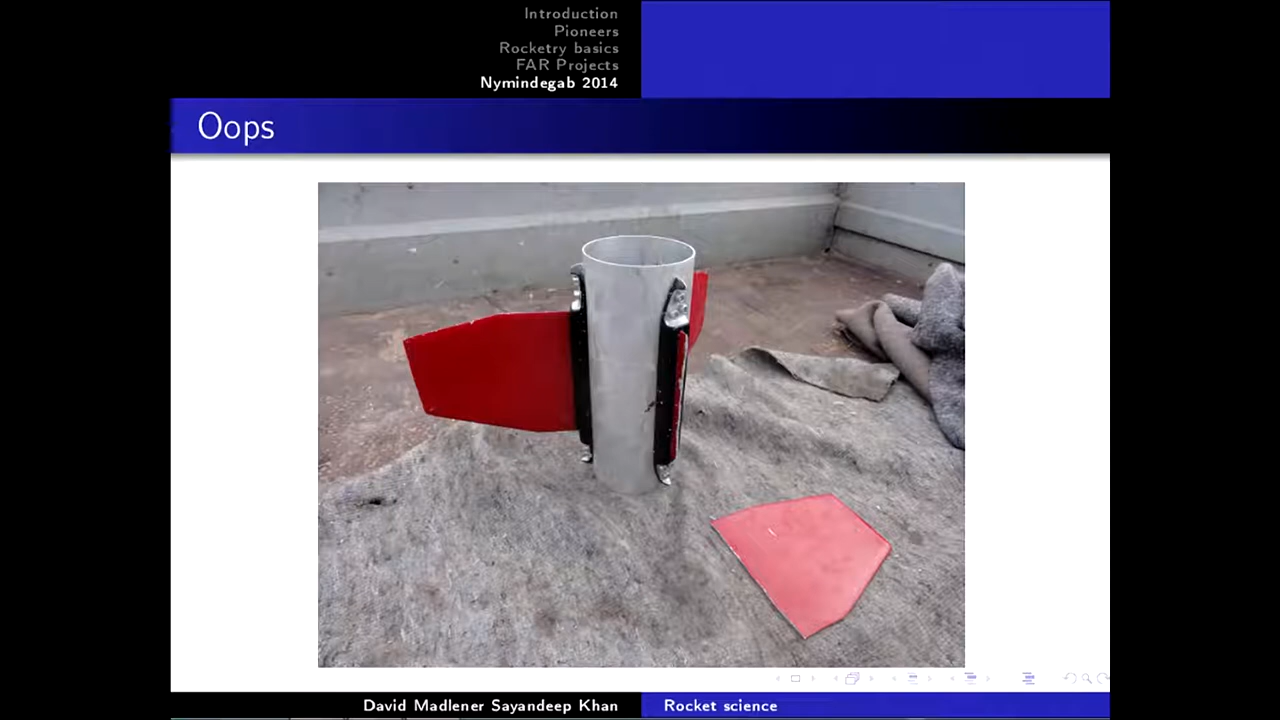 Introduction
Pioneers
Rocketry basics
FAR Projects
Nymindegab 2014
Oops
David Madlener Sayandeep Khan
Rocket science